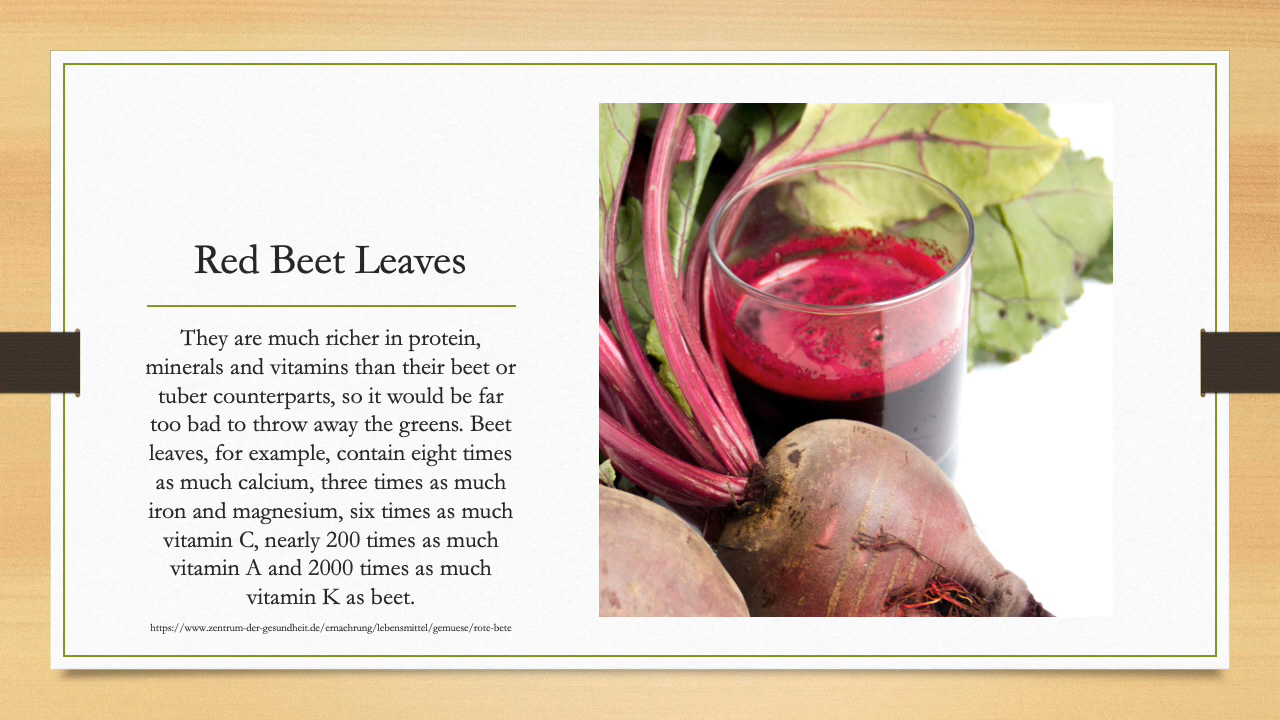 Red Beet Leaves
They are much richer in protein,
minerals and vitamins than their beet or
tuber counterparts, so it would be far
too bad to throw away the greens. Beet
leaves, for example, contain eight times
as much calcium, three times as much
iron and magnesium, six times as much
vitamin C, nearly 200 times as much
vitamin A and 2000 times as much
vitamin K as beet.
https://www.zentrum-der-gesundheit.de/ernaehrung/lebensmittel/gemuese/rote-bete